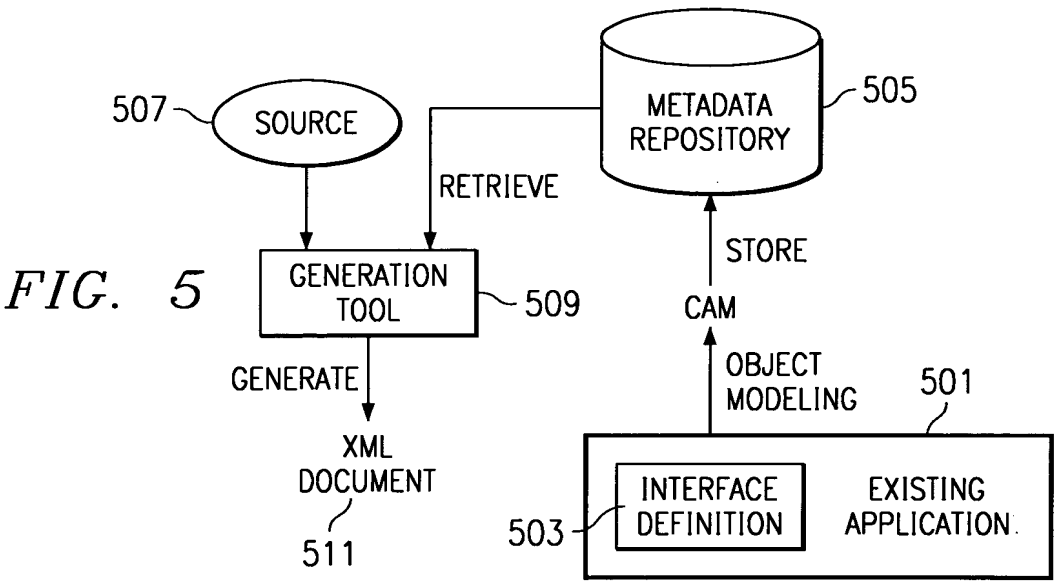 507
SOURCE
METADATA
REPOSITORY
505
RETRIEVE
STORE
FIG. 5
GENERATION
TOOL
509
CAM
GENERATE
OBJECT
MODELING
501
XML
DOCUMENT
511
503
INTERFACE
DEFINITION
EXISTING
APPLICATION